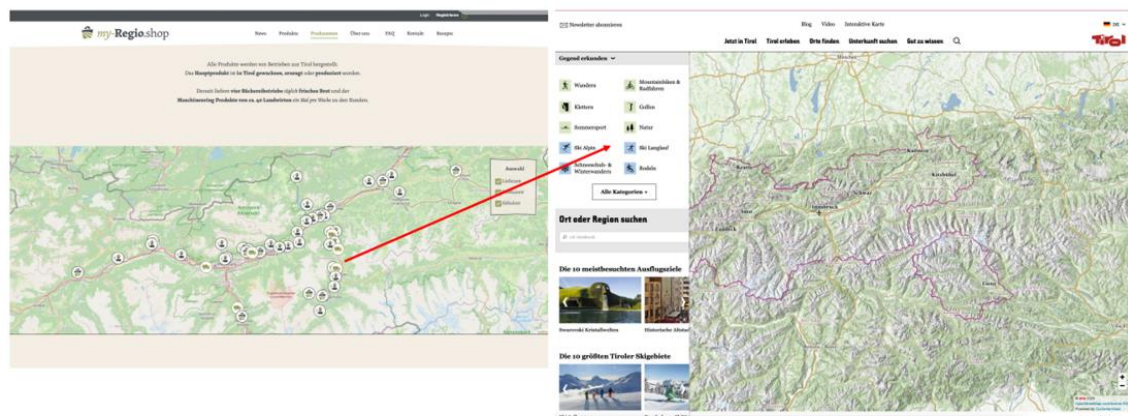 Login Registrieren
my-Regio.shop
News Produkte Produzenten Über uns FAQ Kontakt Rezepte
Alle Produkte werden von Betrieben aus Tirol hergestellt.
Das Hauptprodukt ist in Tirol gewachsen, erzeugt oder produziert worden.
Derzeit liefern vier Bäckereibetriebe täglich frisches Brot und der
Maschinenring Produkte von ca. 40 Landwirten ein Mal pro Woche zu den Kunden.
Auswahl
Lieferant
Abholort
Newsletter abonnieren
Blog Video Interaktive Karte
DE
Jetzt in Tirol Tirol erleben Orte finden Unterkunft suchen Gut zu wissen
Tirol
Gegend erkunden
Wandern
Mountainbiken &
Radfahren
Klettern
Golfen
Sommersport
Natur
Ski Alpin
Ski Langlauf
Schneeschuh- &
Winterwandern
Rodeln
Alle Kategorien +
Ort oder Region suchen
Die 10 meistbesuchten Ausflugsziele
Swarovski Kristallwelten
Historische Altstad
Die 10 größten Tiroler Skigebiete
München
Salzburg
Reutte
Kufstein
Kitzbühel
Schwaz
Imst
Innsbruck
Landeck
Lienz